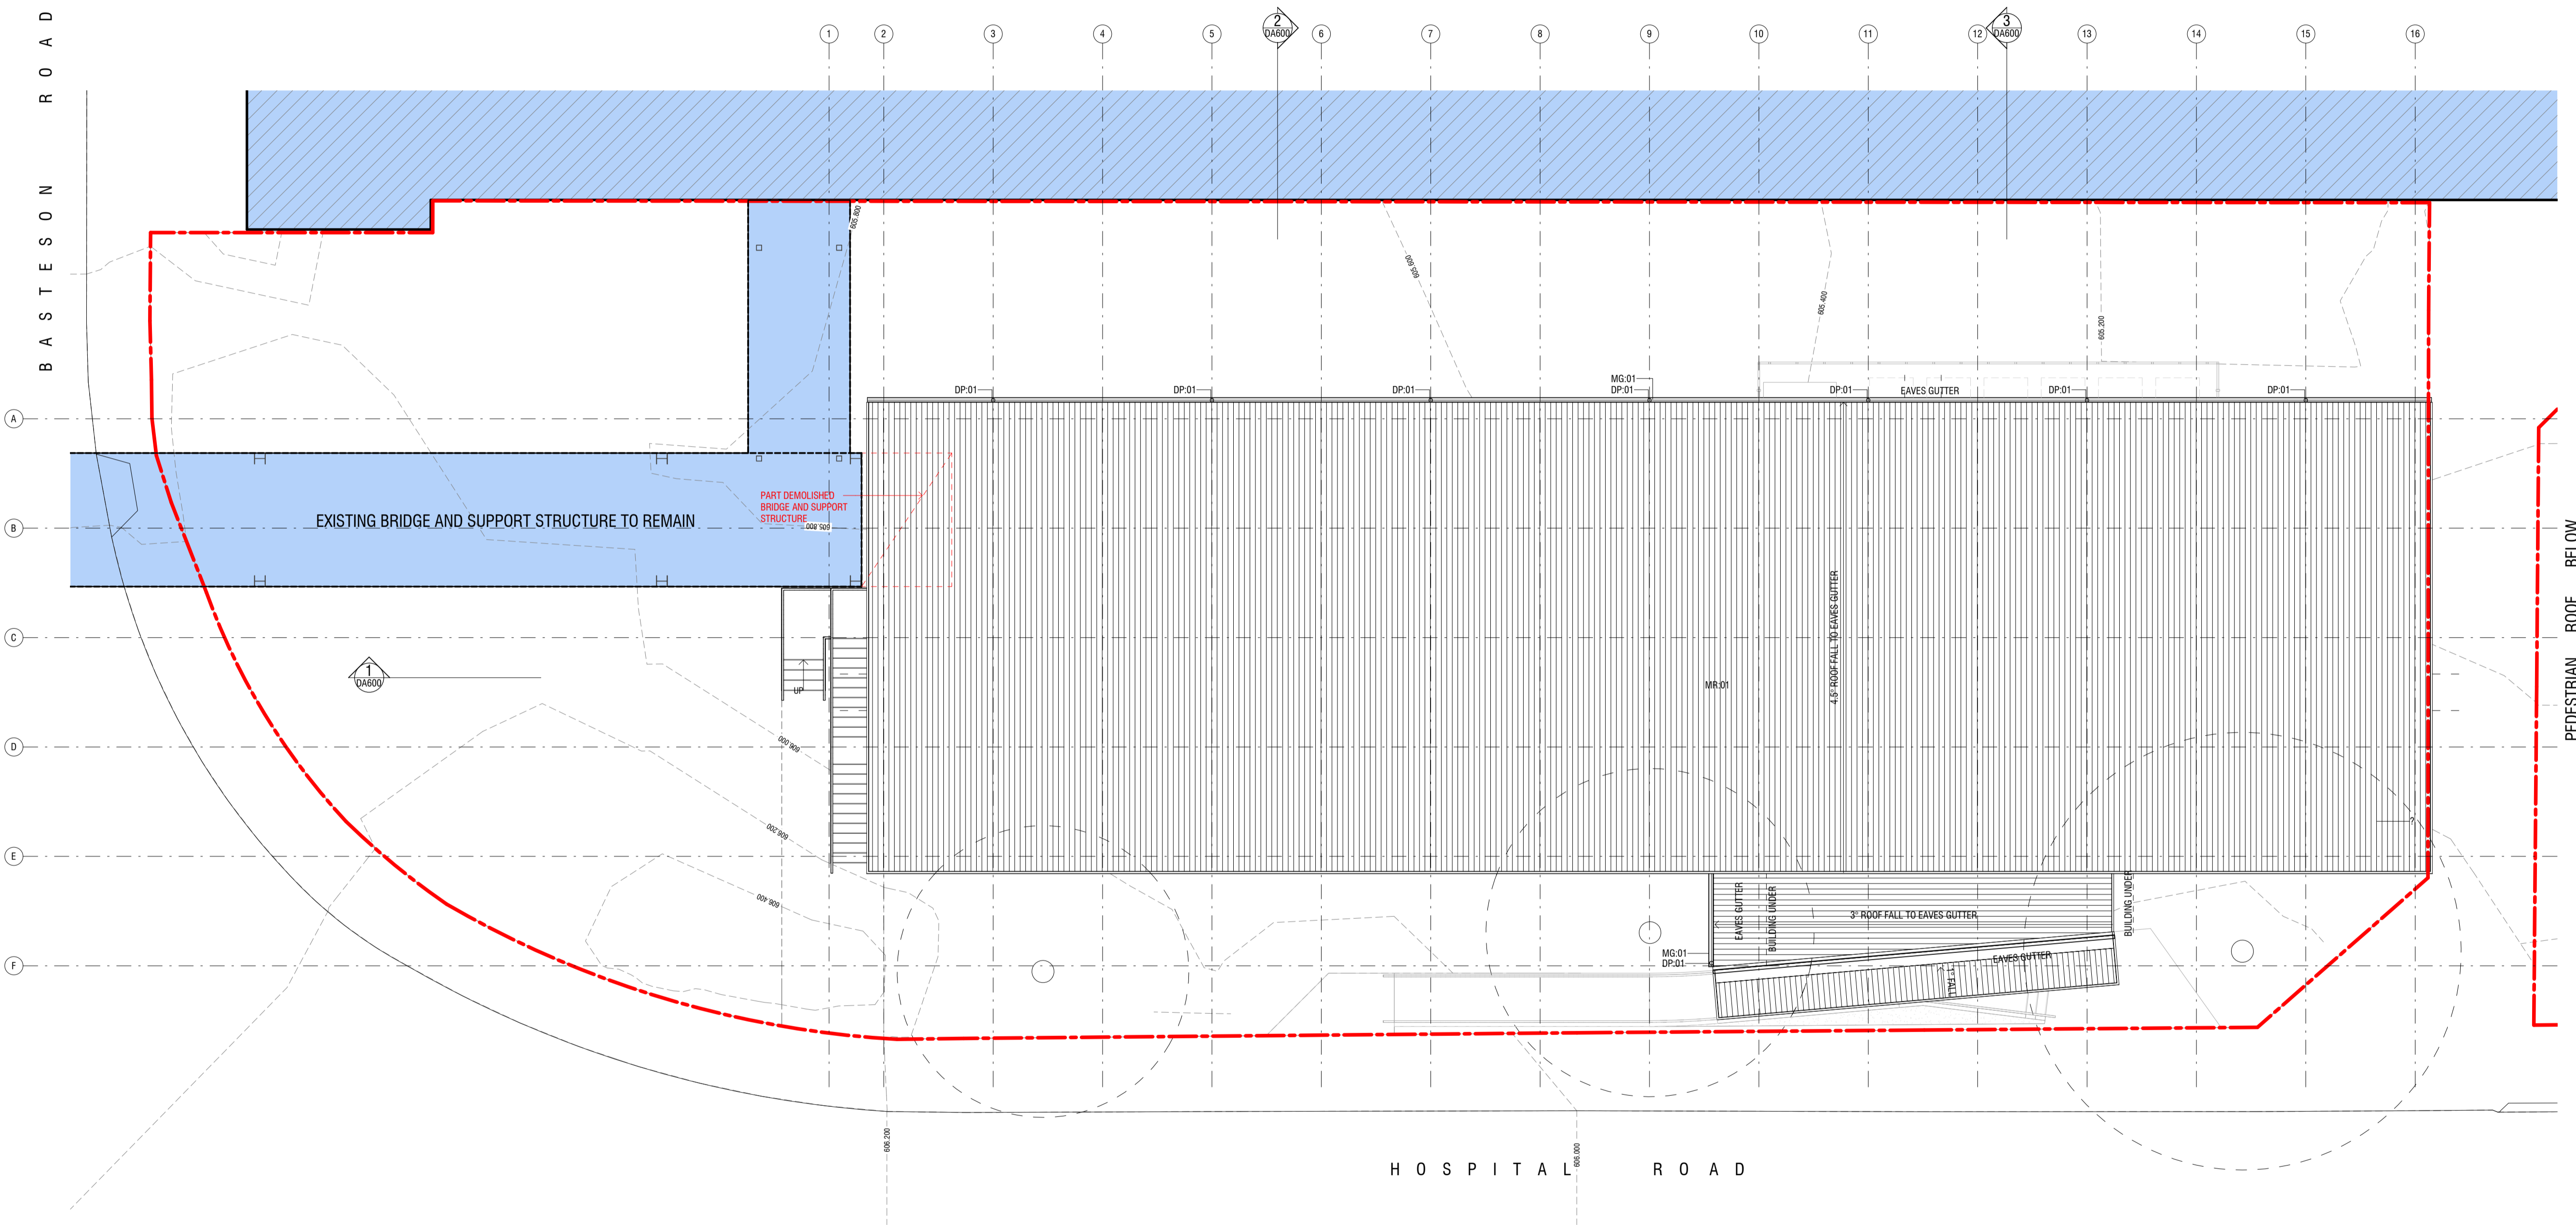 BASTESON ROAD
1
2
3
4
5
2
DA600
6
7
8
9
10
11
12
3
DA600
13
14
15
16
605.800
605.600
605.400
605.200
MG:01
DP:01
DP:01
DP:01
DP:01
DP:01
EAVES GUTTER
DP:01
DP:01
A
B
C
D
E
F
EXISTING BRIDGE AND SUPPORT STRUCTURE TO REMAIN
PART DEMOLISHED
BRIDGE AND SUPPORT
STRUCTURE
605.800
1
DA600
UP
606.000
606.200
606.400
4.5° ROOF FALL TO EAVES GUTTER
MR:01
?
PEDESTRIAN ROOF BELOW
EAVES GUTTER
BUILDING UNDER
3° ROOF FALL TO EAVES GUTTER
BUILDING UNDER
MG:01
DP:01
EAVES GUTTER
1° FALL
606.200
606.000
HOSPITAL ROAD